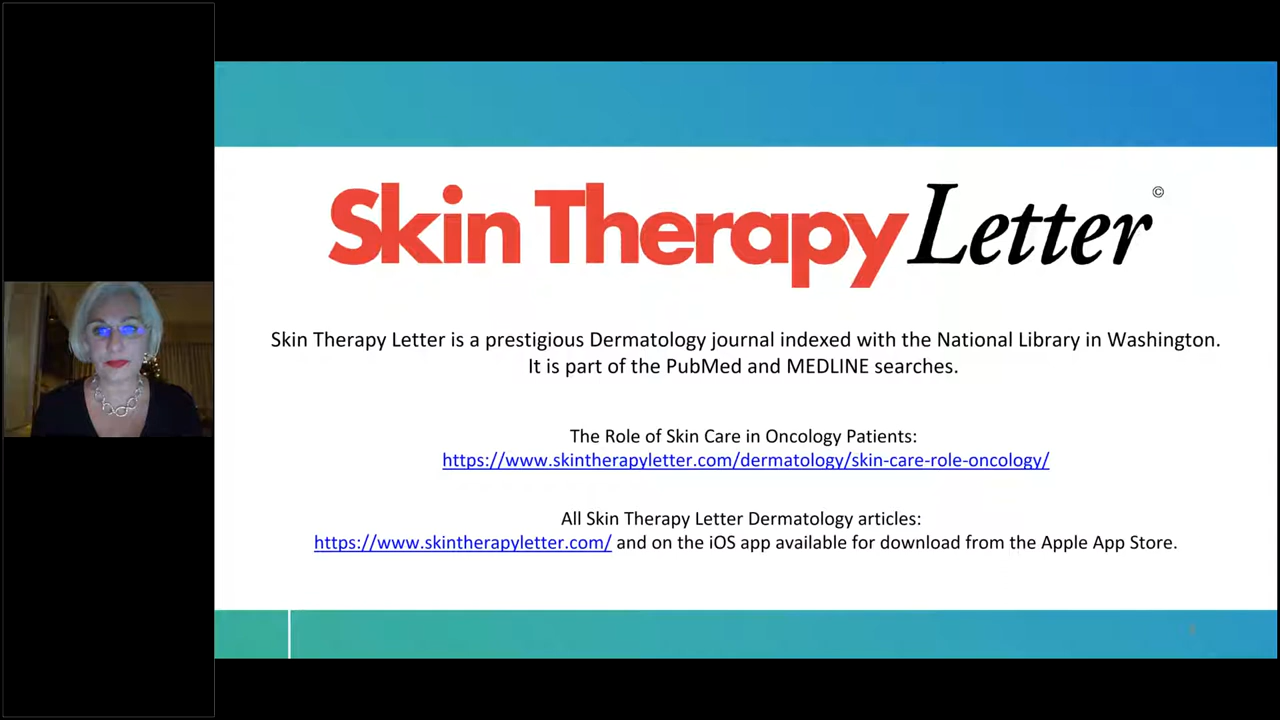 Skin Therapy Letter ©
Skin Therapy Letter is a prestigious Dermatology journal indexed with the National Library in Washington.
It is part of the PubMed and MEDLINE searches.
The Role of Skin Care in Oncology Patients:
https://www.skintherapyletter.com/dermatology/skin-care-role-oncology/
All Skin Therapy Letter Dermatology articles:
https://www.skintherapyletter.com/ and on the iOS app available for download from the Apple App Store.